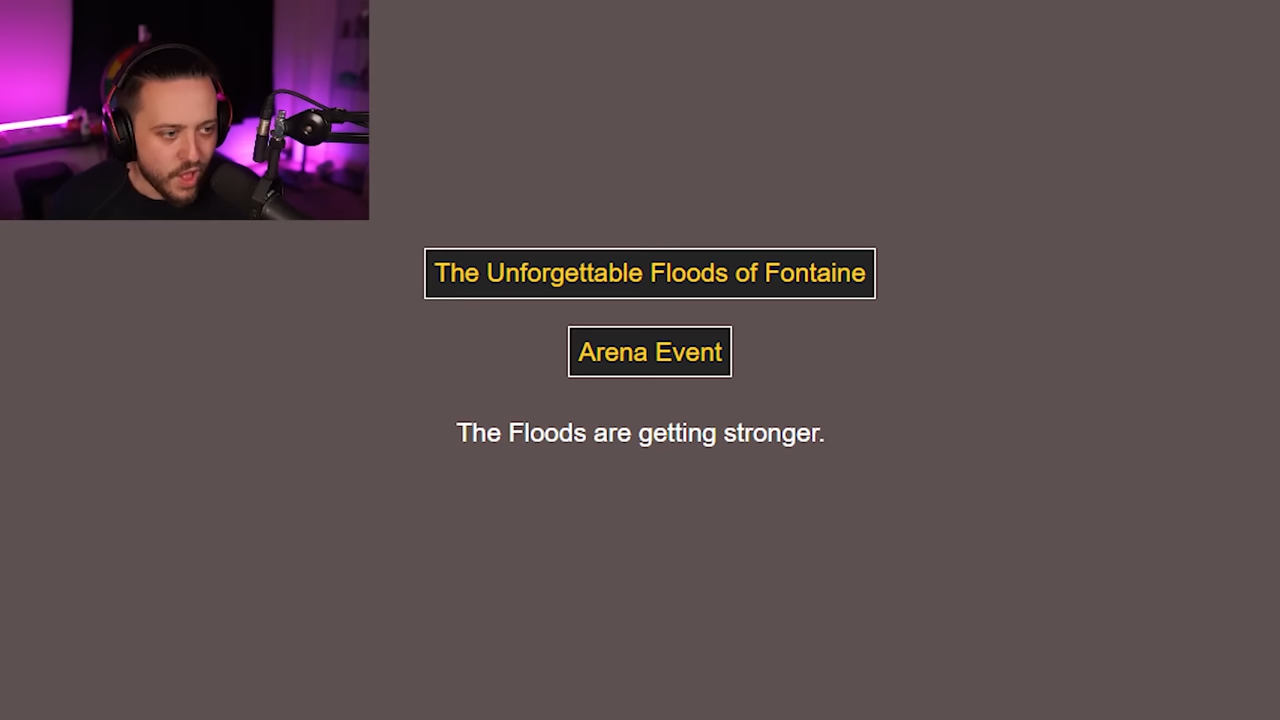 The Unforgettable Floods of Fontaine
Arena Event
The Floods are getting stronger.